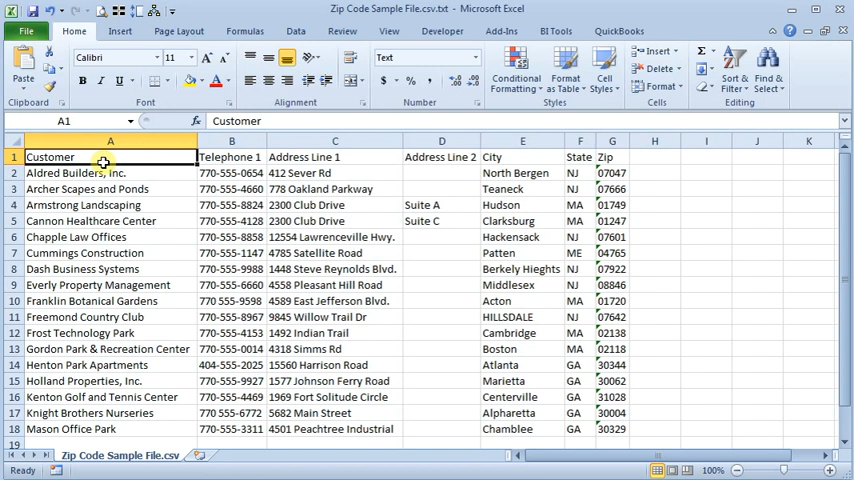 Zip Code Sample File.csv.txt - Microsoft Excel
File Home Insert Page Layout Formulas Data Review View Developer Add-Ins BI Tools QuickBooks
Paste Calibri 11 A A Text Conditional Formatting Format as Table Cell Styles Insert Delete Format Sort & Filter Find & Select
B I U $ % ,
Clipboard Font Alignment Number Styles Cells Editing
A1 fx Customer
A B C D E F G H I J K
1 Customer Telephone 1 Address Line 1 Address Line 2 City State Zip
2 Aldred Builders, Inc. 770-555-0654 412 Sever Rd North Bergen NJ 07047
3 Archer Scapes and Ponds 770-555-4660 778 Oakland Parkway Teaneck NJ 07666
4 Armstrong Landscaping 770-555-8824 2300 Club Drive Suite A Hudson MA 01749
5 Cannon Healthcare Center 770-555-4128 2300 Club Drive Suite C Clarksburg MA 01247
6 Chapple Law Offices 770-555-8858 12554 Lawrenceville Hwy. Hackensack NJ 07601
7 Cummings Construction 770-555-1147 4785 Satellite Road Patten ME 04765
8 Dash Business Systems 770-555-9988 1448 Steve Reynolds Blvd. Berkely Hieghts NJ 07922
9 Everly Property Management 770-555-6660 4558 Pleasant Hill Road Middlesex NJ 08846
10 Franklin Botanical Gardens 770 555-9598 4589 East Jefferson Blvd. Acton MA 01720
11 Freemond Country Club 770-555-8967 9845 Willow Trail Dr HILLSDALE NJ 07642
12 Frost Technology Park 770-555-4153 1492 Indian Trail Cambridge MA 02138
13 Gordon Park & Recreation Center 770-555-0014 4318 Simms Rd Boston MA 02118
14 Henton Park Apartments 404-555-2025 15560 Harrison Road Atlanta GA 30344
15 Holland Properties, Inc. 770-555-9927 1577 Johnson Ferry Road Marietta GA 30062
16 Kenton Golf and Tennis Center 770-555-4469 1969 Fort Solitude Circle Centerville GA 31028
17 Knight Brothers Nurseries 770 555-6772 5682 Main Street Alpharetta GA 30004
18 Mason Office Park 770-555-3311 4501 Peachtree Industrial Chamblee GA 30329
19
Zip Code Sample File.csv
Ready 100%